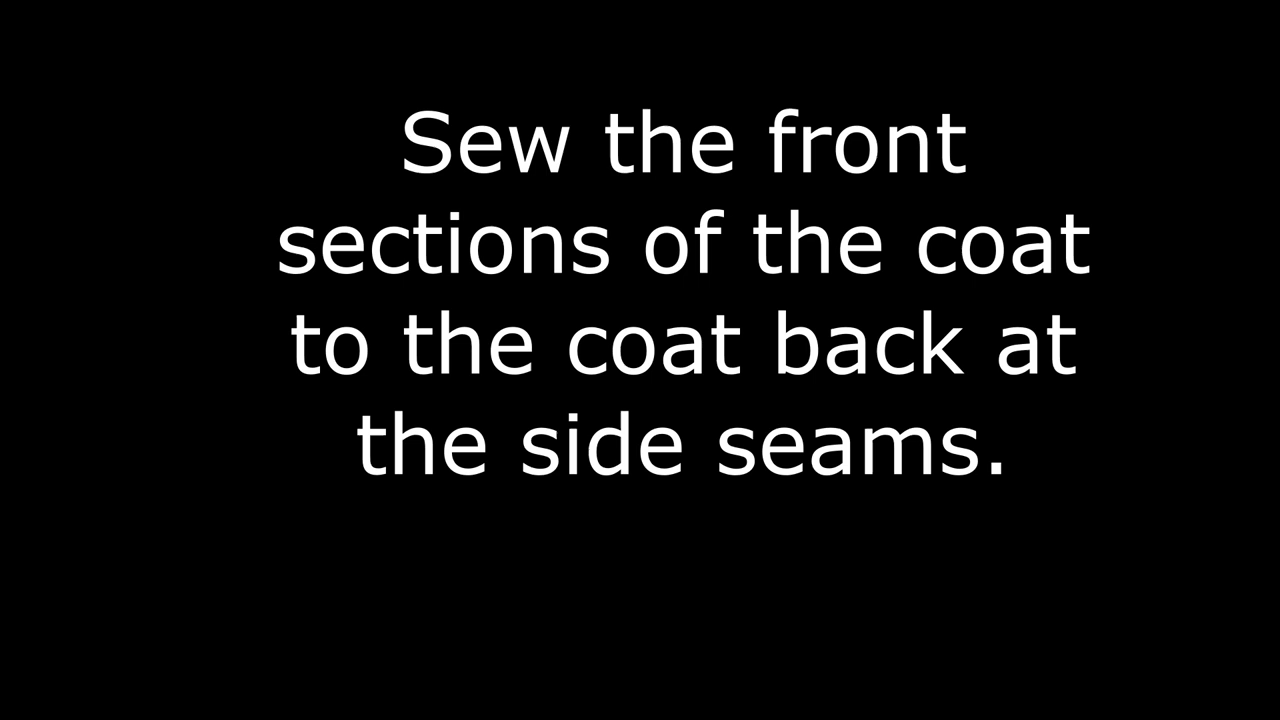 Sew the front
sections of the coat
to the coat back at
the side seams.